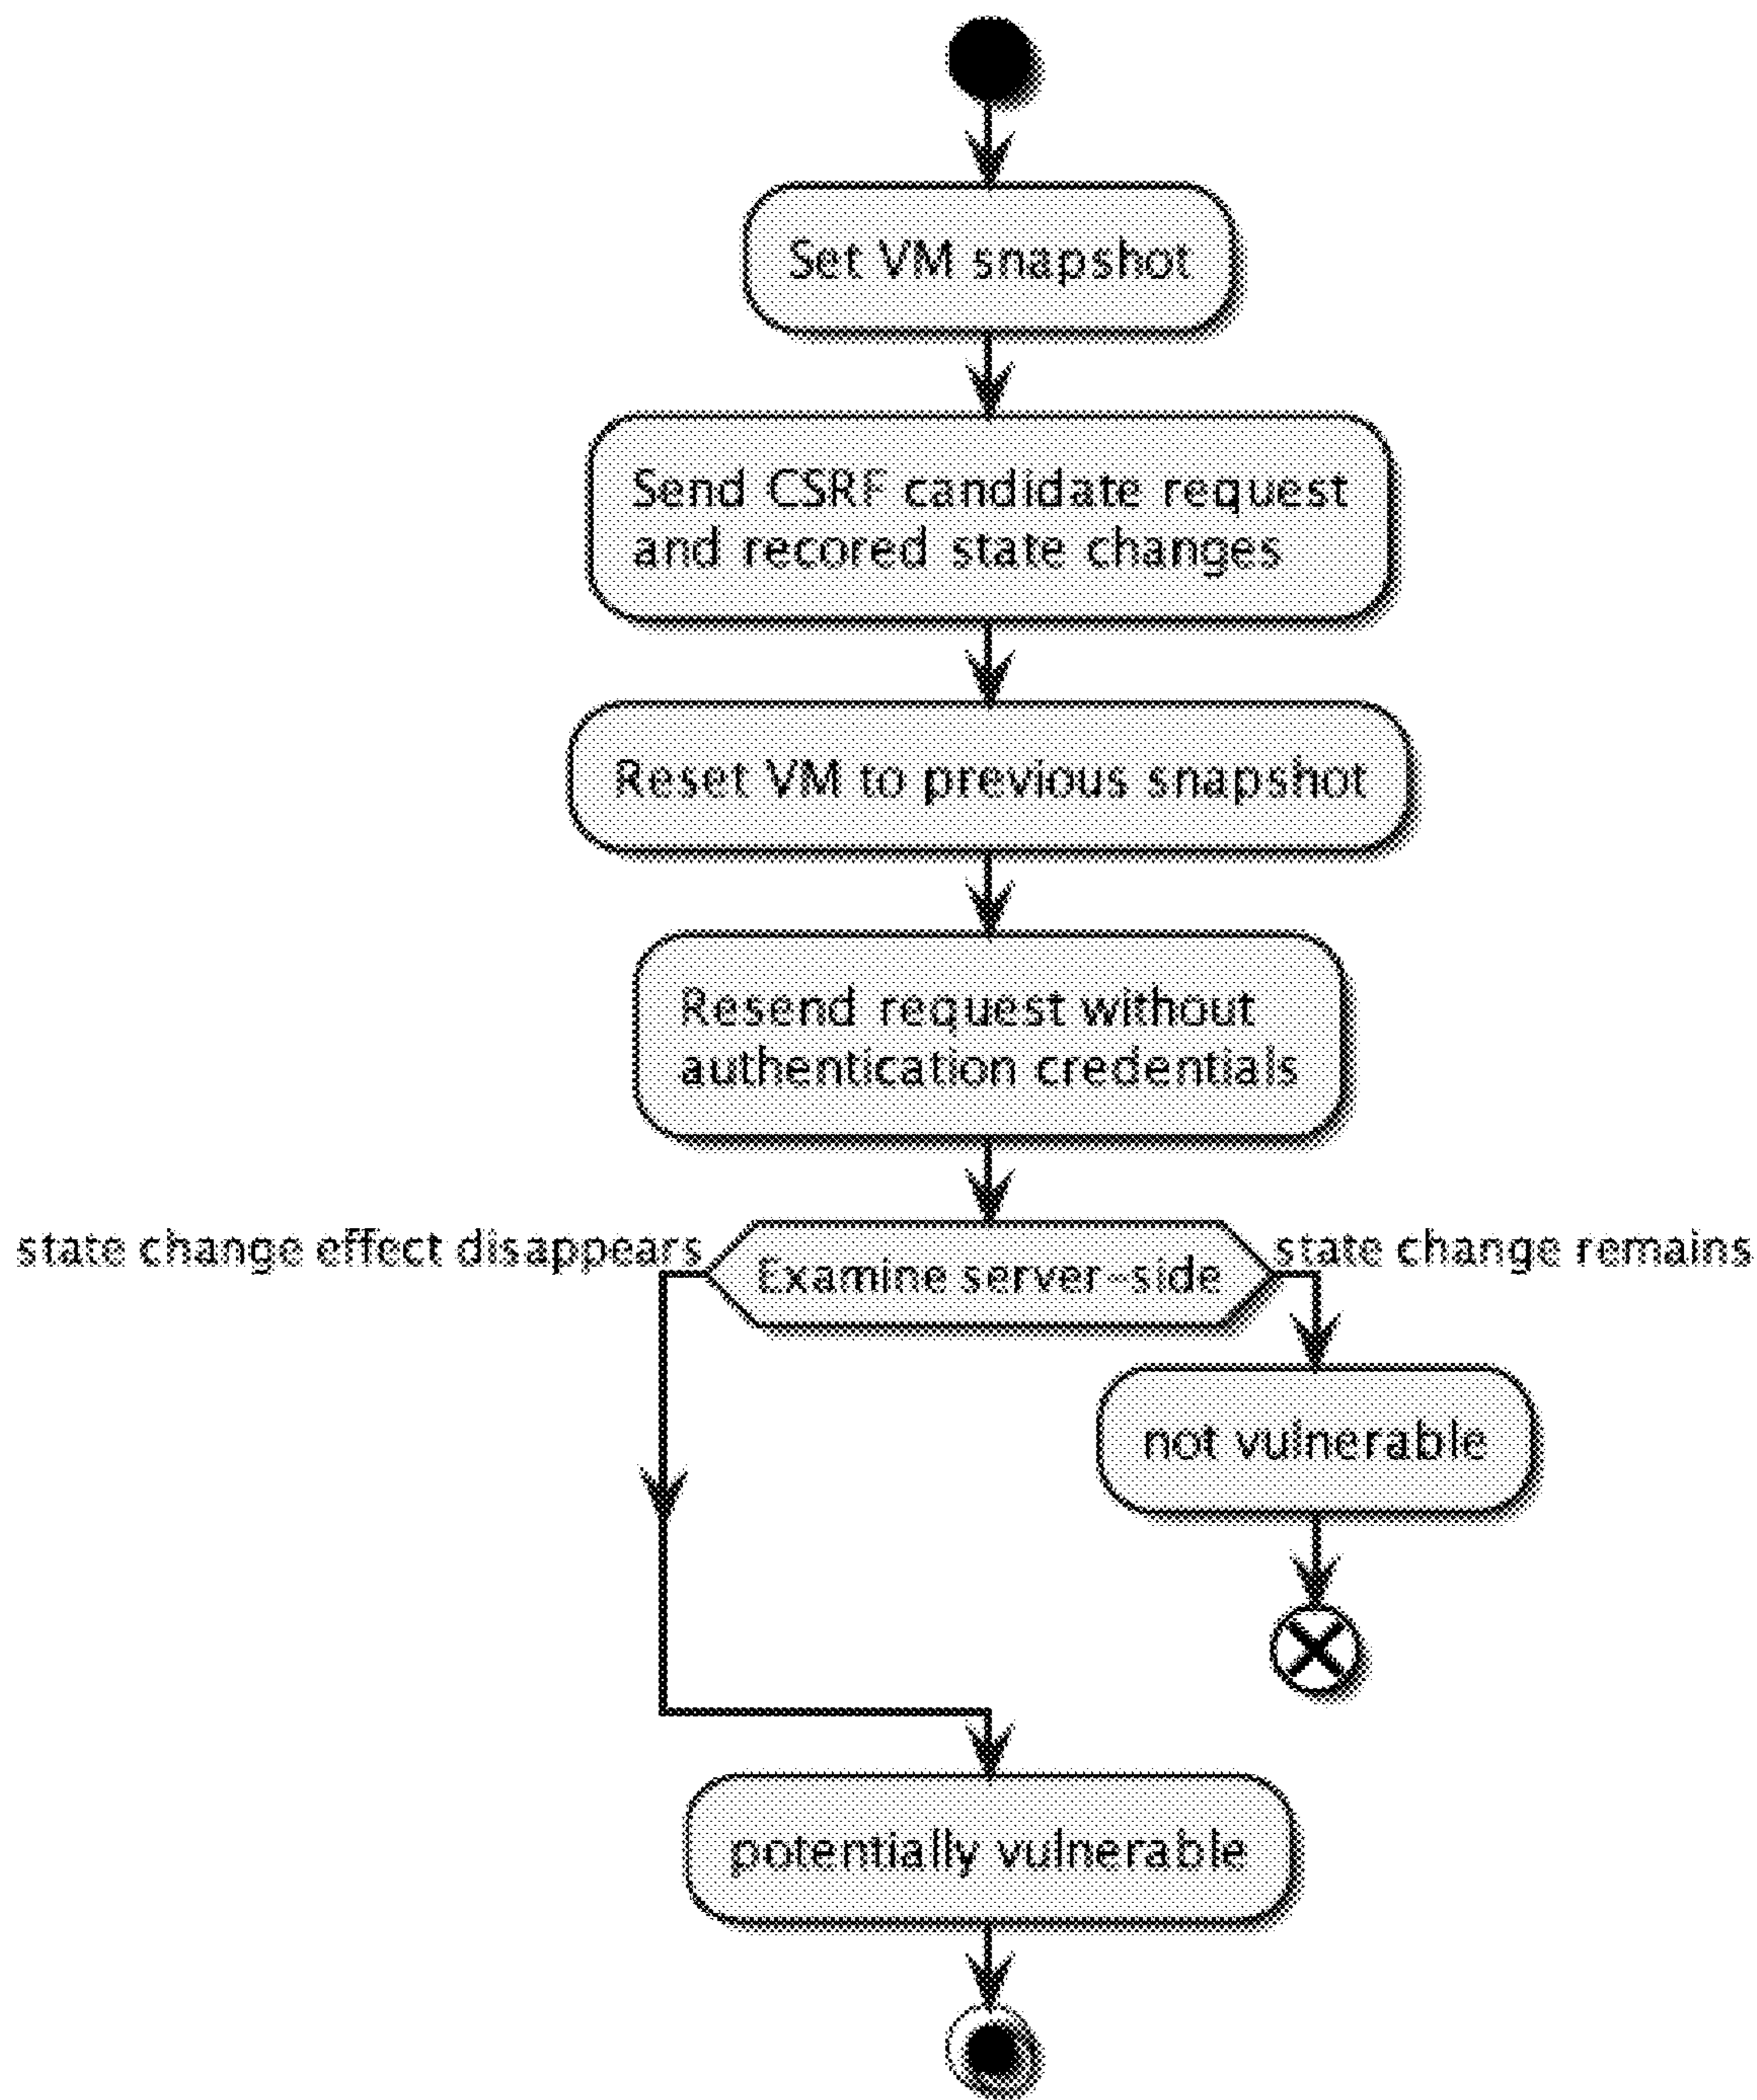 Set VM snapshot
Send CSRF candidate request
and recored state changes
Reset VM to previous snapshot
Resend request without
authentication credentials
state change effect disappears
Examine server-side
state change remains
not vulnerable
potentially vulnerable